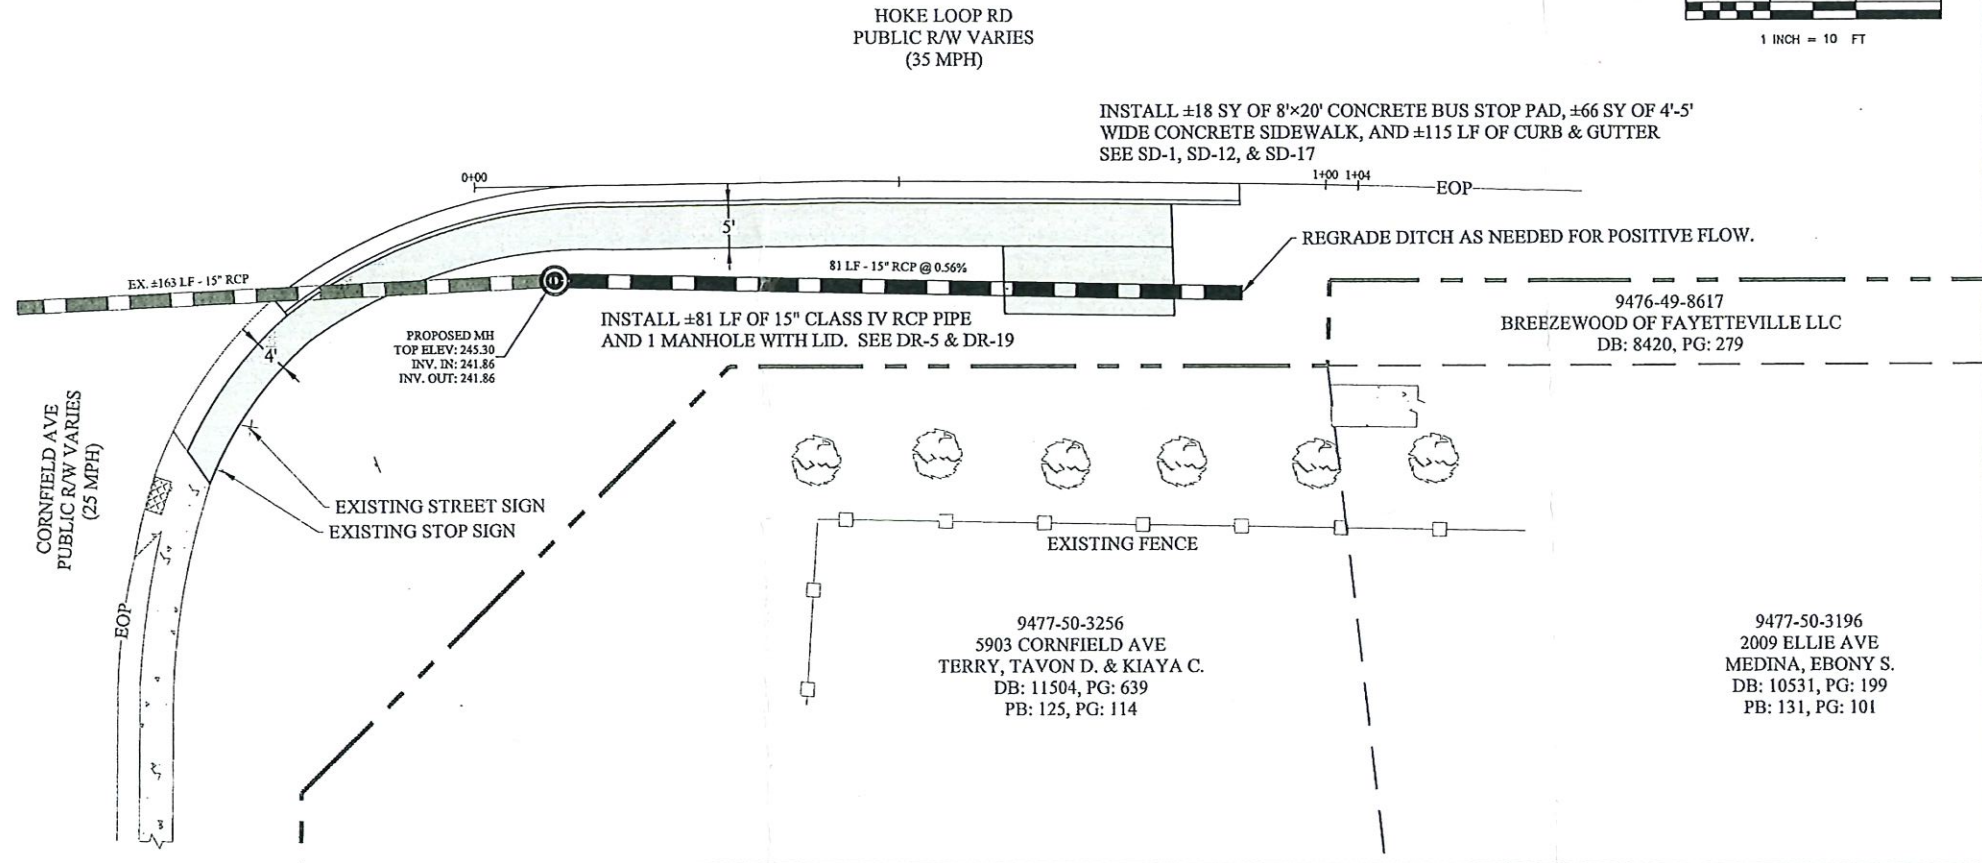 HOKE LOOP RD
PUBLIC R/W VARIES
(35 MPH)
1 INCH = 10 FT
INSTALL ±18 SY OF 8'×20' CONCRETE BUS STOP PAD, ±66 SY OF 4'-5'
WIDE CONCRETE SIDEWALK, AND ±115 LF OF CURB & GUTTER
SEE SD-1, SD-12, & SD-17
0+00
1+00 1+04
EOP
5'
REGRADE DITCH AS NEEDED FOR POSITIVE FLOW.
EX. ±163 LF - 15" RCP
81 LF - 15" RCP @ 0.56%
INSTALL ±81 LF OF 15" CLASS IV RCP PIPE
AND 1 MANHOLE WITH LID. SEE DR-5 & DR-19
PROPOSED MH
TOP ELEV: 245.30
INV. IN: 241.86
INV. OUT: 241.86
9476-49-8617
BREEZEWOOD OF FAYETTEVILLE LLC
DB: 8420, PG: 279
4'
CORNFIELD AVE
PUBLIC R/W VARIES
(25 MPH)
EXISTING STREET SIGN
EXISTING STOP SIGN
EXISTING FENCE
EOP
9477-50-3256
5903 CORNFIELD AVE
TERRY, TAVON D. & KIAYA C.
DB: 11504, PG: 639
PB: 125, PG: 114
9477-50-3196
2009 ELLIE AVE
MEDINA, EBONY S.
DB: 10531, PG: 199
PB: 131, PG: 101